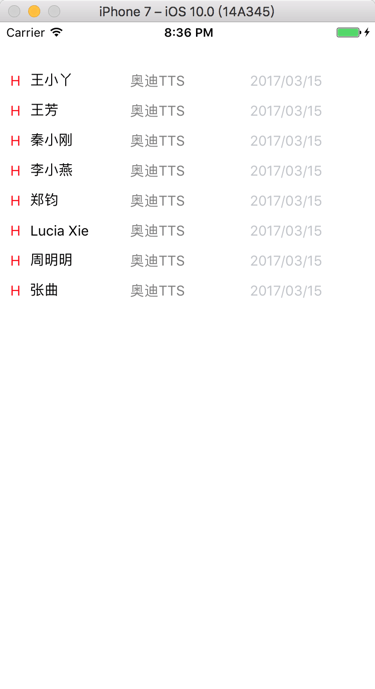 iPhone 7 – iOS 10.0 (14A345)
Carrier 8:36 PM
H 王小丫 奥迪TTS 2017/03/15
H 王芳 奥迪TTS 2017/03/15
H 秦小刚 奥迪TTS 2017/03/15
H 李小燕 奥迪TTS 2017/03/15
H 郑钧 奥迪TTS 2017/03/15
H Lucia Xie 奥迪TTS 2017/03/15
H 周明明 奥迪TTS 2017/03/15
H 张曲 奥迪TTS 2017/03/15